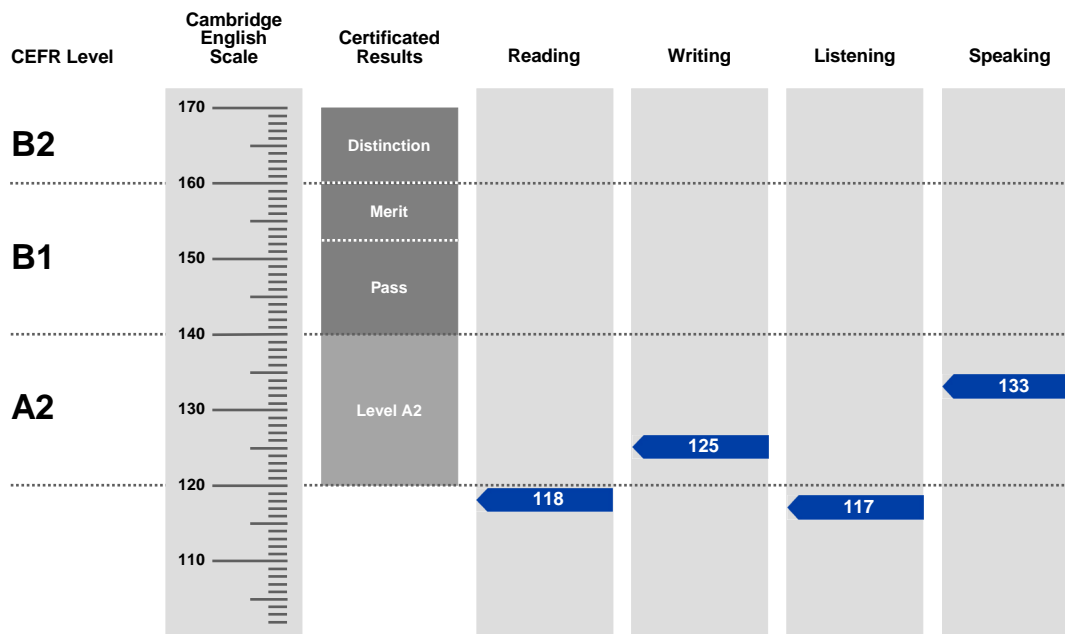 CEFR Level
Cambridge
English
Scale
Certificated
Results
Reading
Writing
Listening
Speaking
170
B2
Distinction
160
Merit
B1
150
Pass
140
133
A2
130
Level A2
125
120
118
117
110